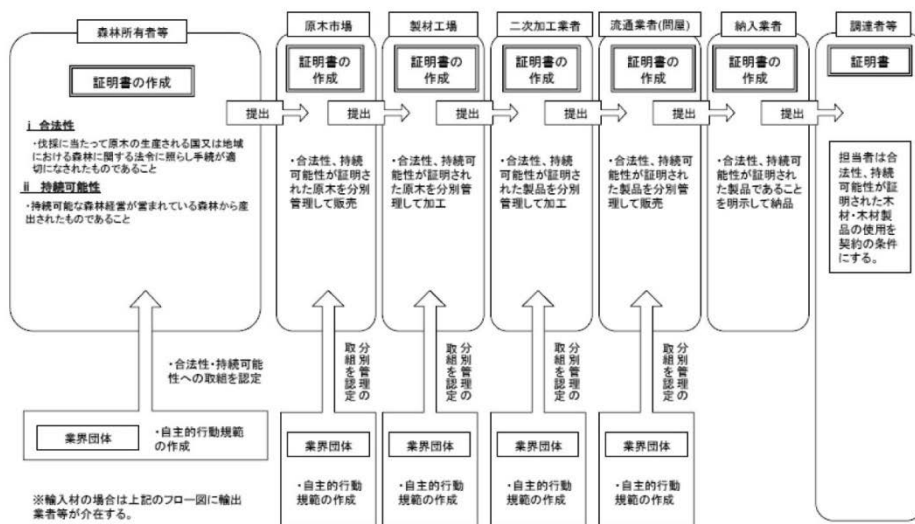 森林所有者等
証明書の作成
ⅰ 合法性
・伐採に当たって原木の生産される国又は地域
における森林に関する法令に照らし手続が適
切になされたものであること
ⅱ 持続可能性
・持続可能な森林経営が営まれている森林から産
出されたものであること
提出
・合法性・持続可能
性への取組を認定
業界団体
・自主的行動規範
の作成
※輸入材の場合は上記のフロー図に輸出
業者等が介在する。
原木市場
証明書の
作成
提出
・合法性、持続
可能性が証明
された原木を分別
管理して販売
分別管理の
取組を認定
業界団体
・自主的行動
規範の作成
製材工場
証明書の
作成
提出
・合法性、持続可
能性が証明され
た原木を分別管
理して加工
分別管理の
取組を認定
業界団体
・自主的行動
規範の作成
二次加工業者
証明書の
作成
提出
・合法性、持続
可能性が証明
された製品を分別
管理して加工
分別管理の
取組を認定
業界団体
・自主的行動
規範の作成
流通業者(問屋)
証明書の
作成
提出
・合法性、持続
可能性が証明さ
れた製品を分別
管理して販売
分別管理の
取組を認定
業界団体
・自主的行動
規範の作成
納入業者
証明書の
作成
提出
・合法性、持続可
能性が証明され
た製品であること
を明示して納品
調達者等
証明書
担当者は合
法性、持続
可能性が証
明された木
材・木材製
品の使用を
契約の条件
にする。